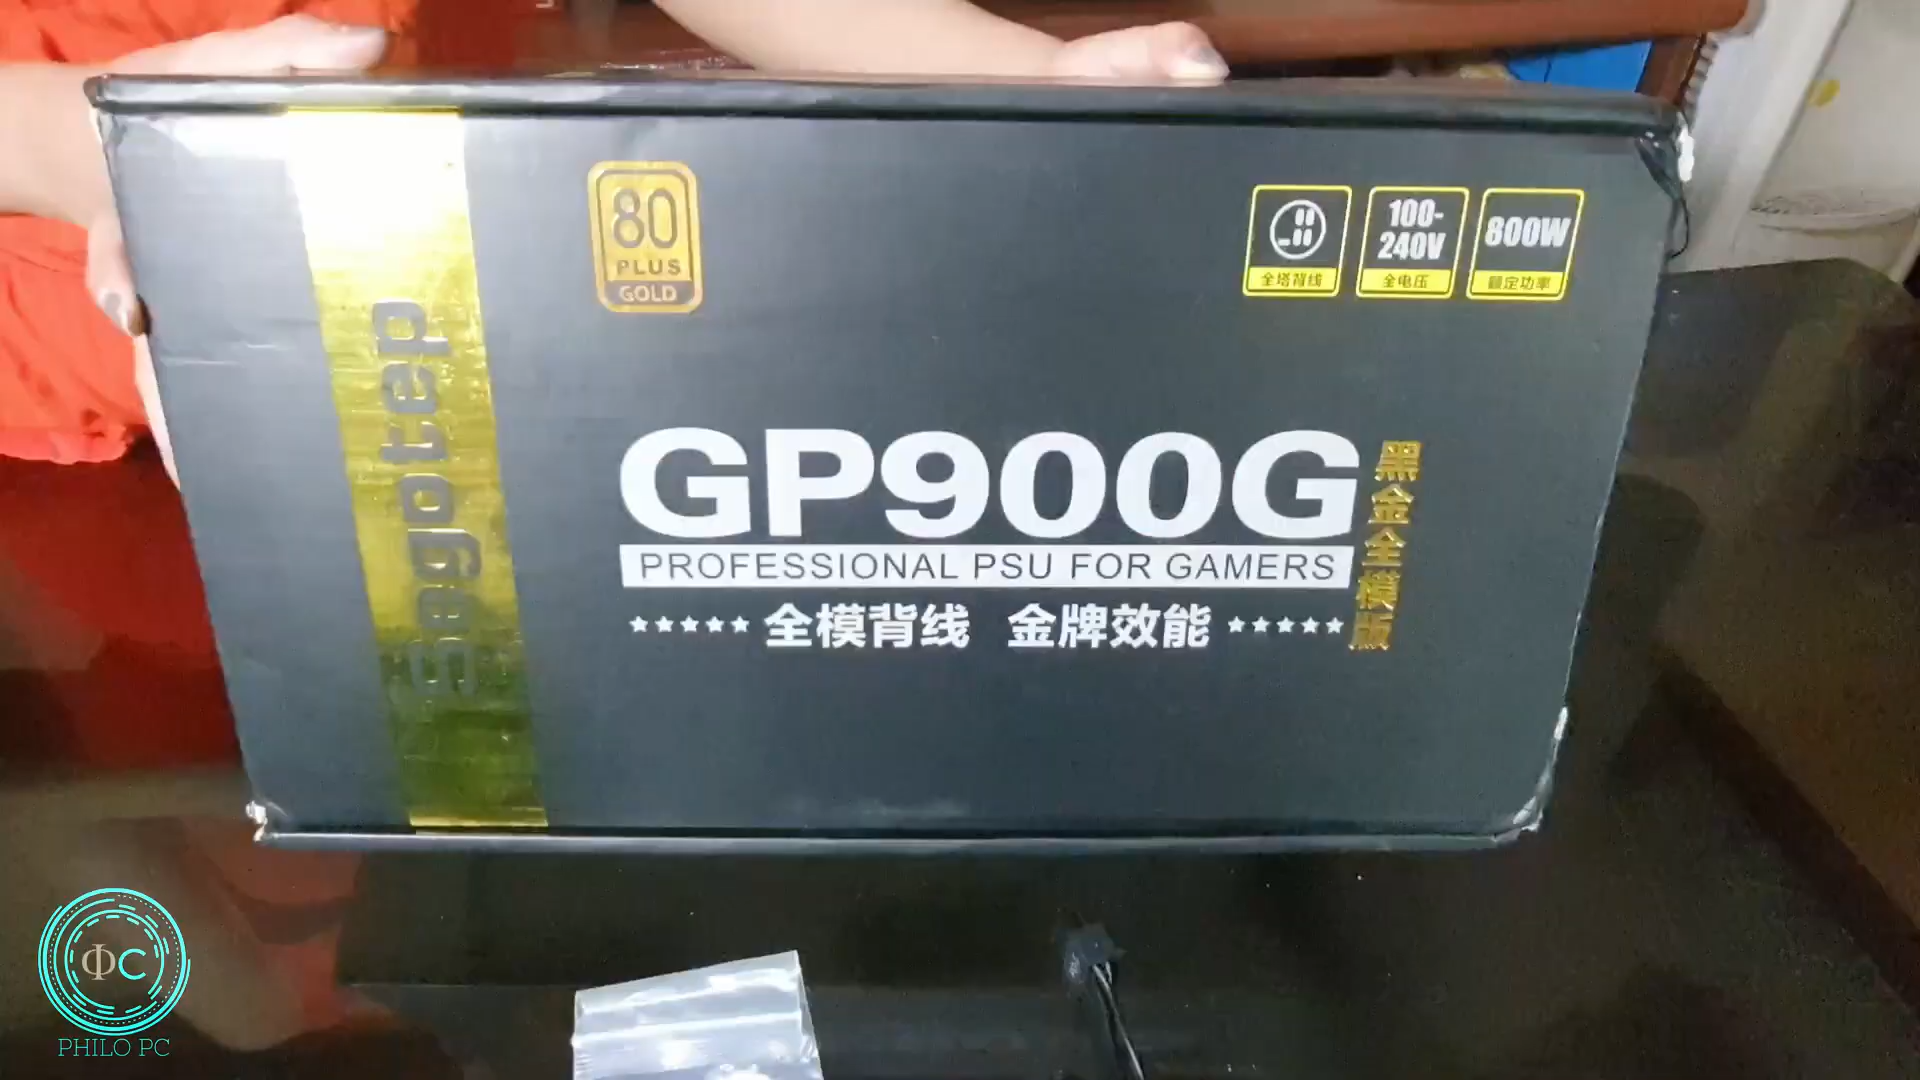 80
PLUS
GOLD
全塔背线
100-
240V
全电压
800W
额定功率
GP900G
PROFESSIONAL PSU FOR GAMERS
全模背线 金牌效能
黑金全模版
ΦC
PHILO PC